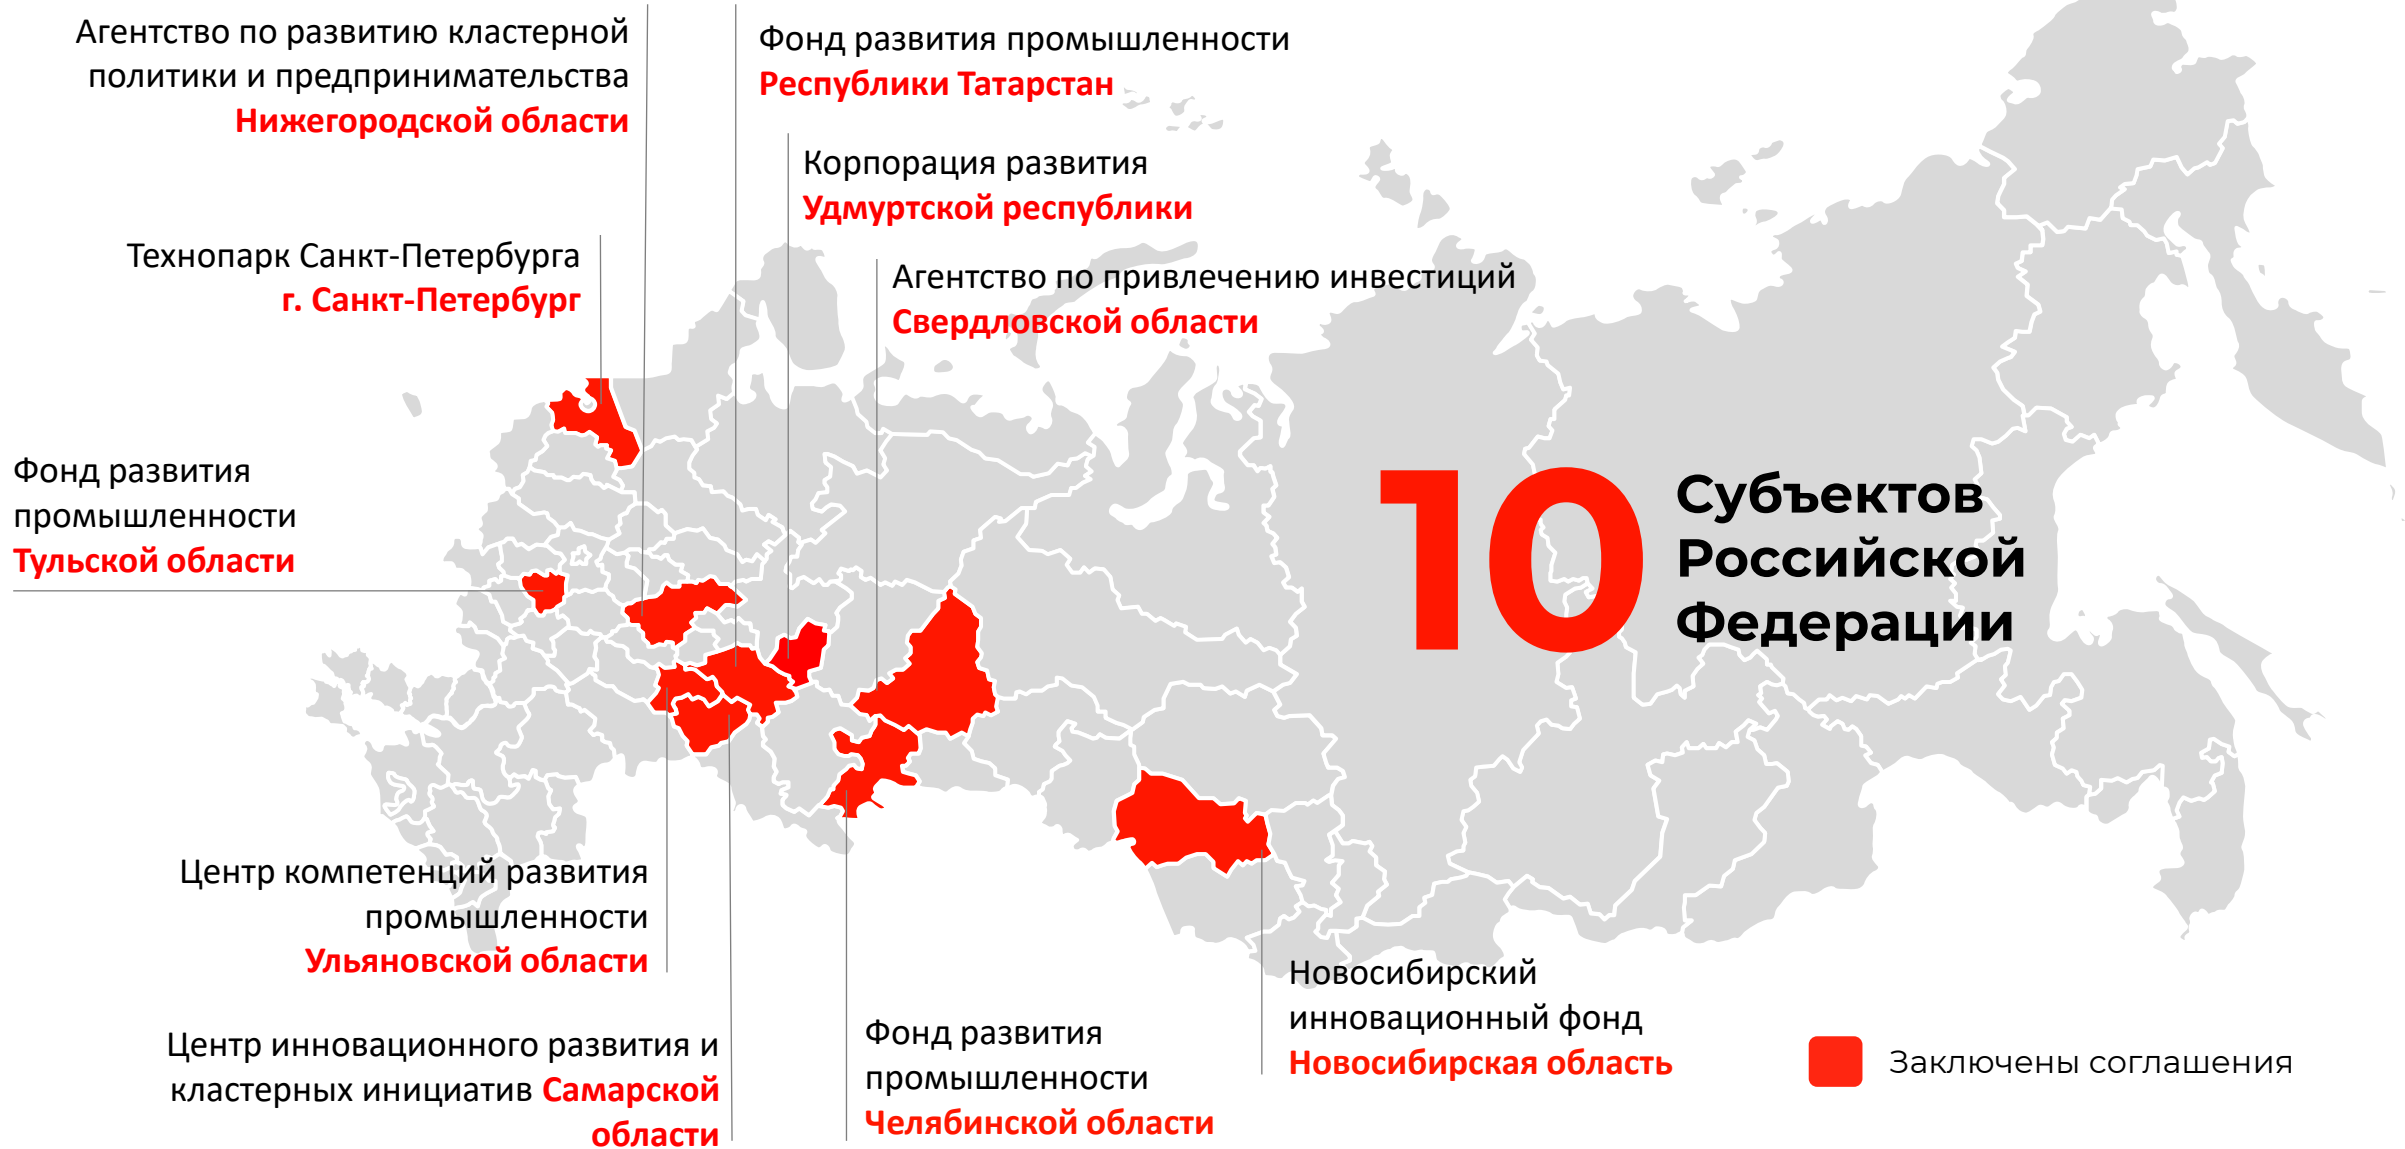 Агентство по развитию кластерной
политики и предпринимательства
Нижегородской области
Фонд развития промышленности
Республики Татарстан
Корпорация развития
Удмуртской республики
Технопарк Санкт-Петербурга
г. Санкт-Петербург
Агентство по привлечению инвестиций
Свердловской области
Фонд развития
промышленности
Тульской области
10
Субъектов
Российской
Федерации
Центр компетенций развития
промышленности
Ульяновской области
Центр инновационного развития и
кластерных инициатив Самарской
области
Фонд развития
промышленности
Челябинской области
Новосибирский
инновационный фонд
Новосибирская область
Заключены соглашения